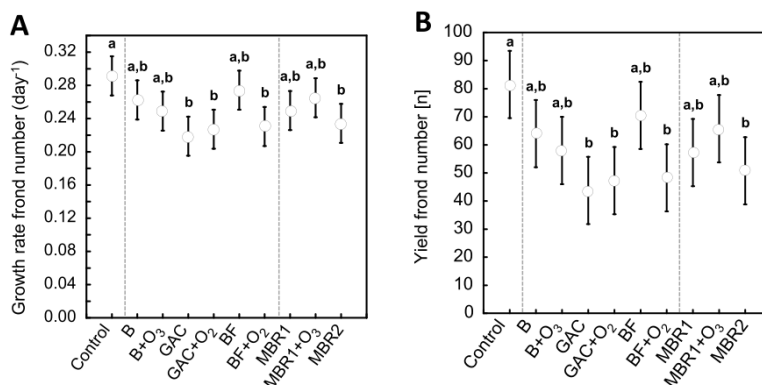 A
Growth rate frond number (day⁻¹)
0.32
0.28
0.24
0.20
0.16
0.12
0.08
0.04
0.00
a
a,b
a,b
b
b
a,b
b
a,b
a,b
b
Control
B
B+O₃
GAC
GAC+O₂
BF
BF+O₂
MBR1
MBR1+O₃
MBR2
B
Yield frond number [n]
100
90
80
70
60
50
40
30
20
10
0
a
a,b
a,b
b
b
a,b
b
a,b
a,b
b
Control
B
B+O₃
GAC
GAC+O₂
BF
BF+O₂
MBR1
MBR1+O₃
MBR2